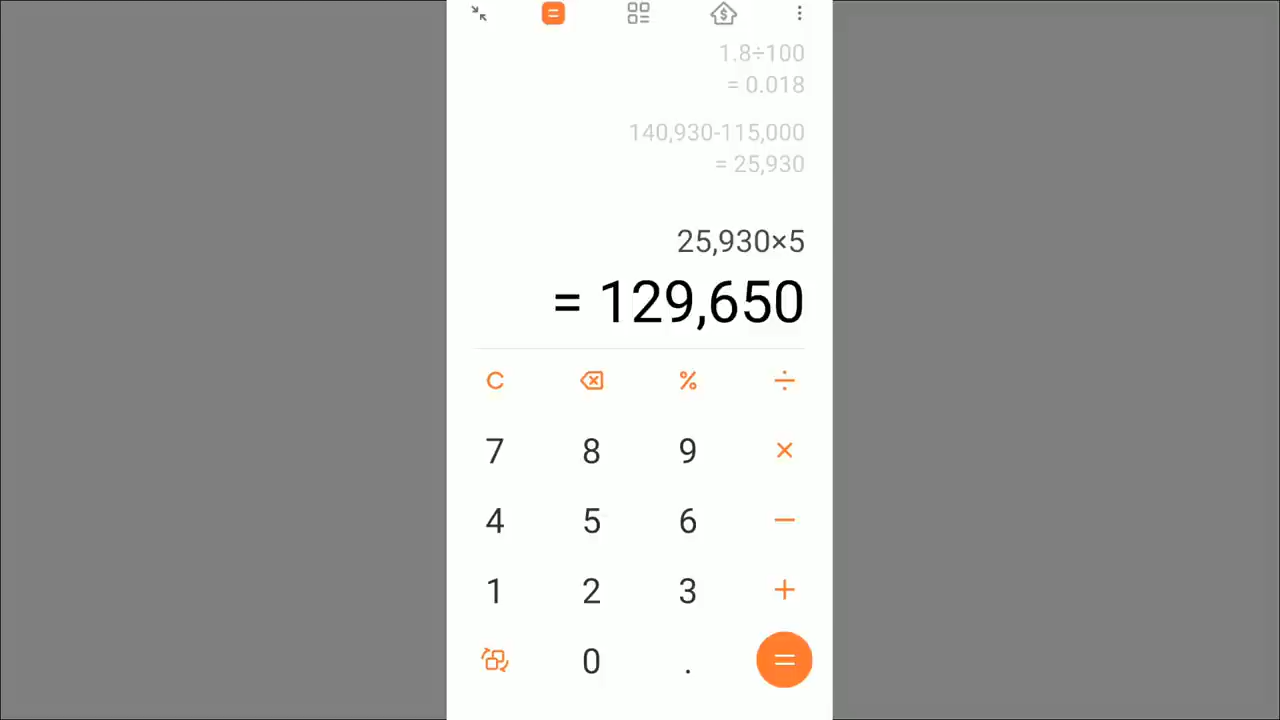 1.8÷100
= 0.018
140,930-115,000
= 25,930
25,930×5
= 129,650
C % ÷
7 8 9 ×
4 5 6 −
1 2 3 +
0 . =